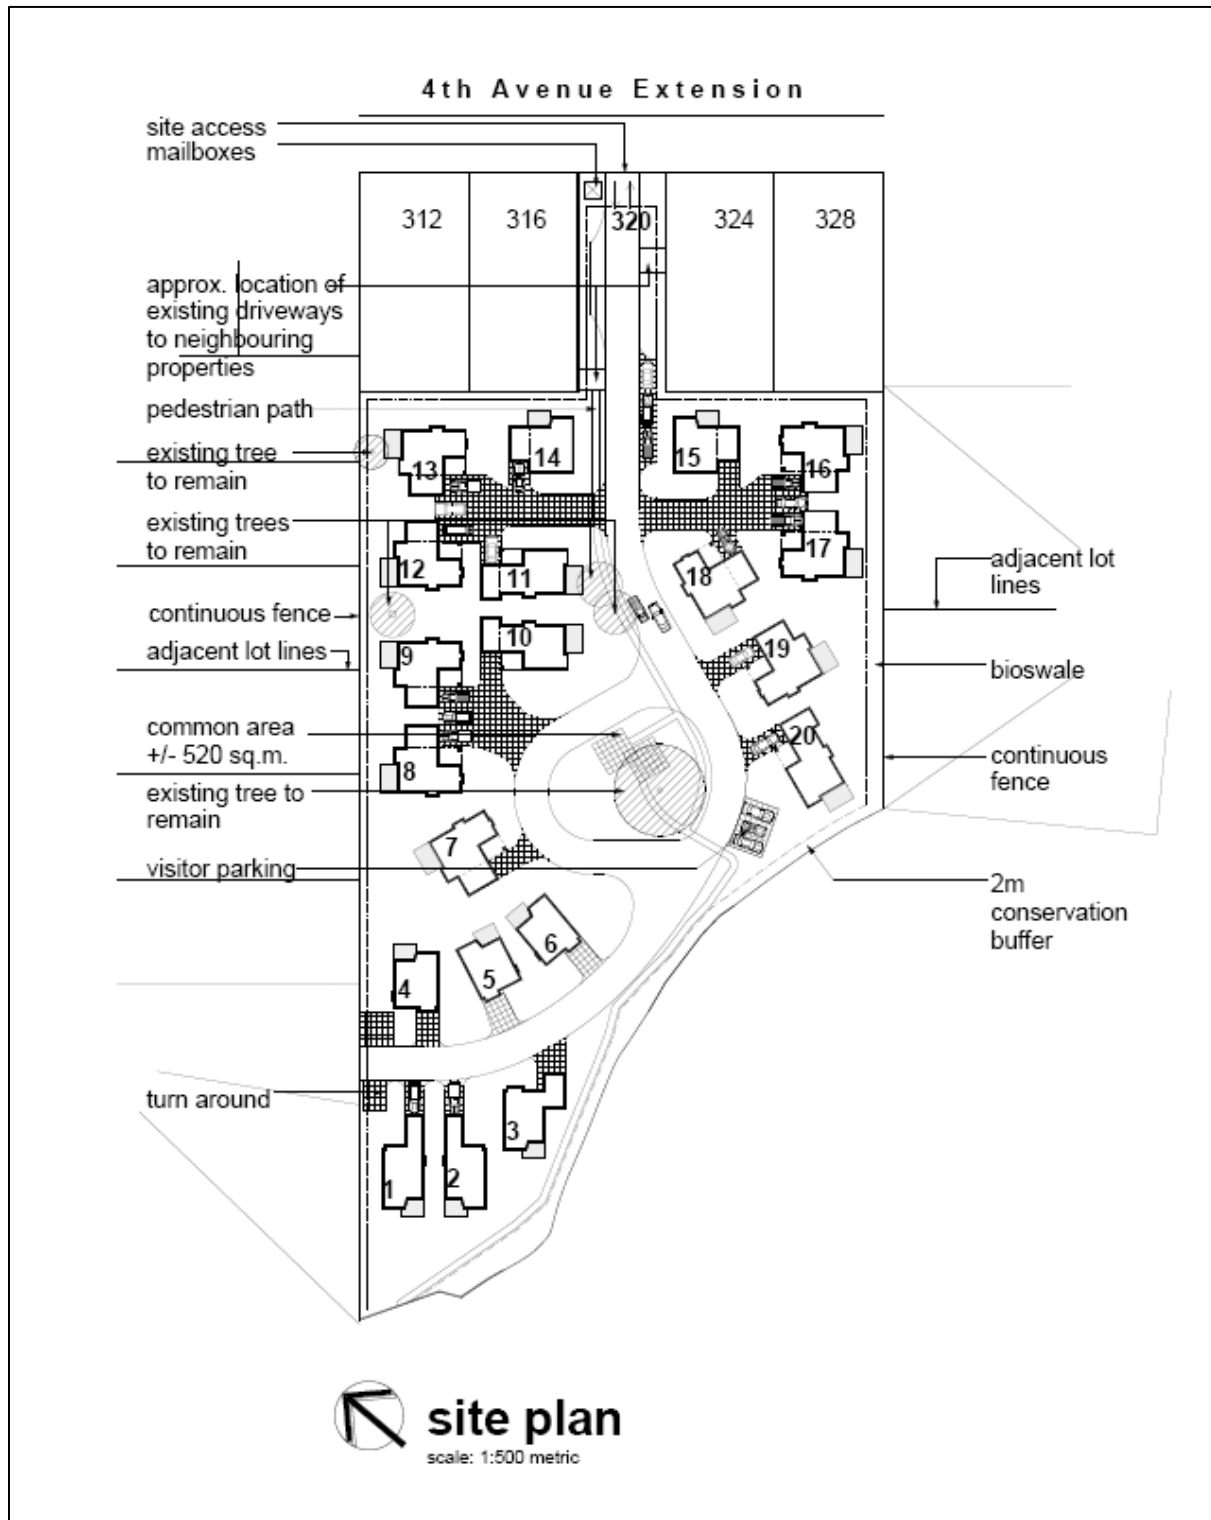 4th Avenue Extension
site access
mailboxes
312
316
320
324
328
approx. location of
existing driveways
to neighbouring
properties
pedestrian path
existing tree
to remain
existing trees
to remain
continuous fence
adjacent lot lines
common area
+/- 520 sq.m.
existing tree to
remain
visitor parking
turn around
13
14
15
16
12
11
18
17
9
10
19
8
20
7
6
5
4
3
1
2
adjacent lot
lines
bioswale
continuous
fence
2m
conservation
buffer
site plan
scale: 1:500 metric